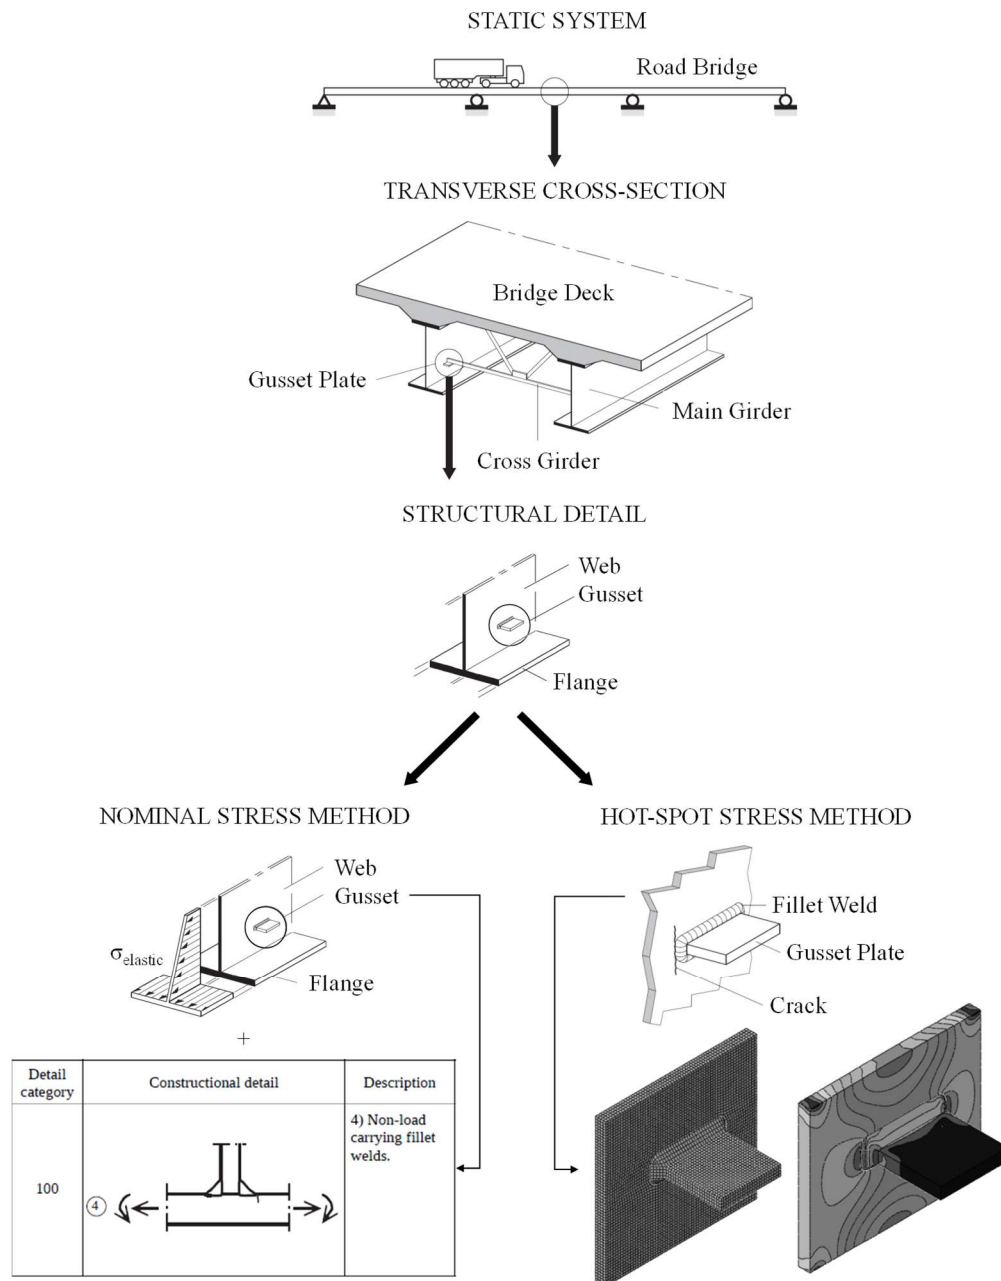 STATIC SYSTEM
Road Bridge
TRANSVERSE CROSS-SECTION
Bridge Deck
Gusset Plate
Main Girder
Cross Girder
STRUCTURAL DETAIL
Web
Gusset
Flange
NOMINAL STRESS METHOD
Web
Gusset
σelastic
Flange
+
Detail
category
Constructional detail
Description
100
4
4) Non-load
carrying fillet
welds.
HOT-SPOT STRESS METHOD
Fillet Weld
Gusset Plate
Crack